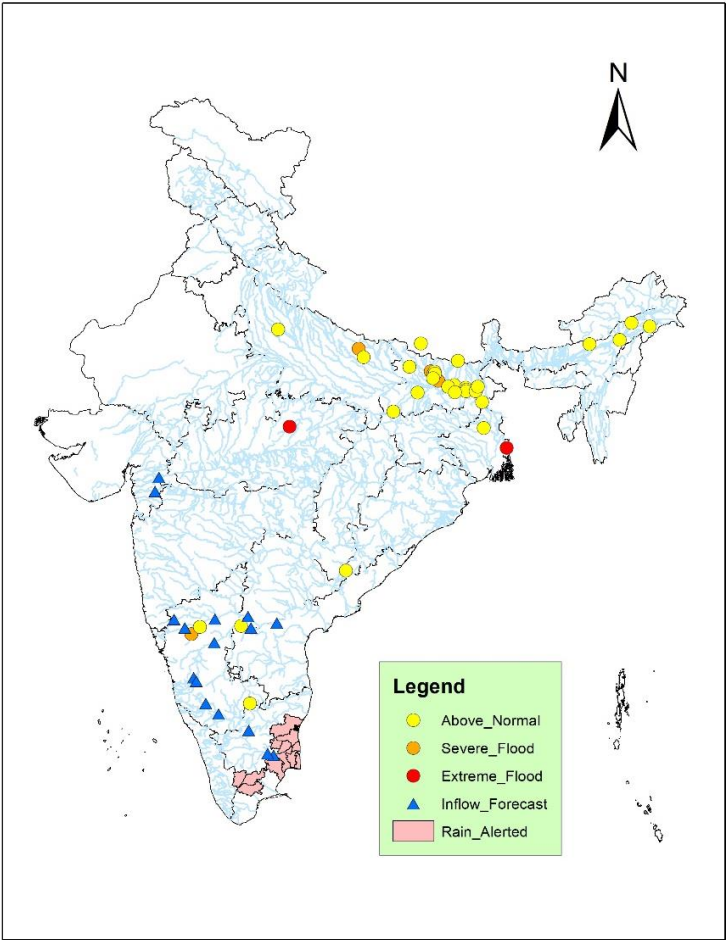 N
Legend
Above_Normal
Severe_Flood
Extreme_Flood
Inflow_Forecast
Rain_Alerted